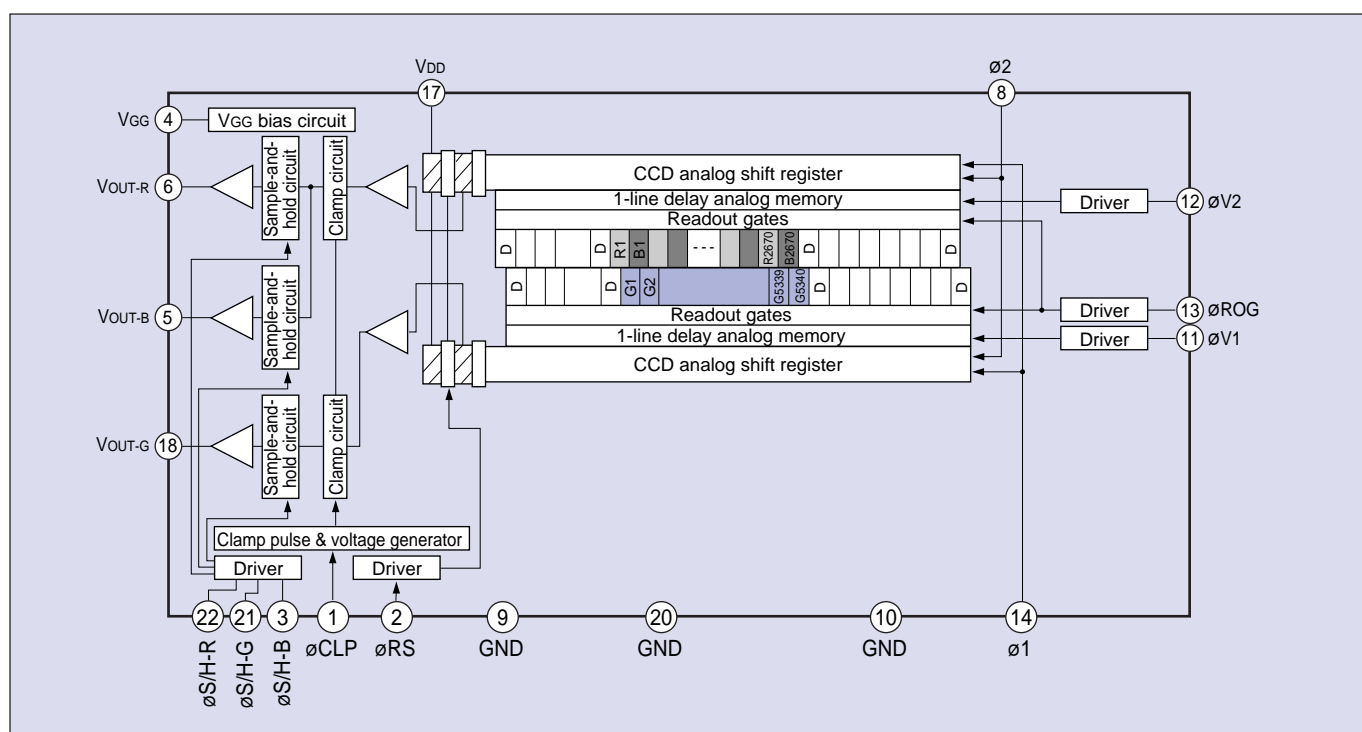 VDD
ø2
17
8
VGG
4
VGG bias circuit
VOUT-R
6
Sample-and-
hold circuit
Clamp circuit
CCD analog shift register
1-line delay analog memory
Readout gates
Driver
12
øV2
D
D
R1
B1
---
R2670
B2670
D
D
D
D
G1
G2
G5339
G5340
D
D
VOUT-B
5
Sample-and-
hold circuit
Readout gates
1-line delay analog memory
CCD analog shift register
Driver
13
øROG
Driver
11
øV1
VOUT-G
18
Sample-and-
hold circuit
Clamp circuit
Clamp pulse & voltage generator
Driver
Driver
22
21
3
1
2
9
20
10
14
øS/H-R
øS/H-G
øS/H-B
øCLP
øRS
GND
GND
GND
ø1